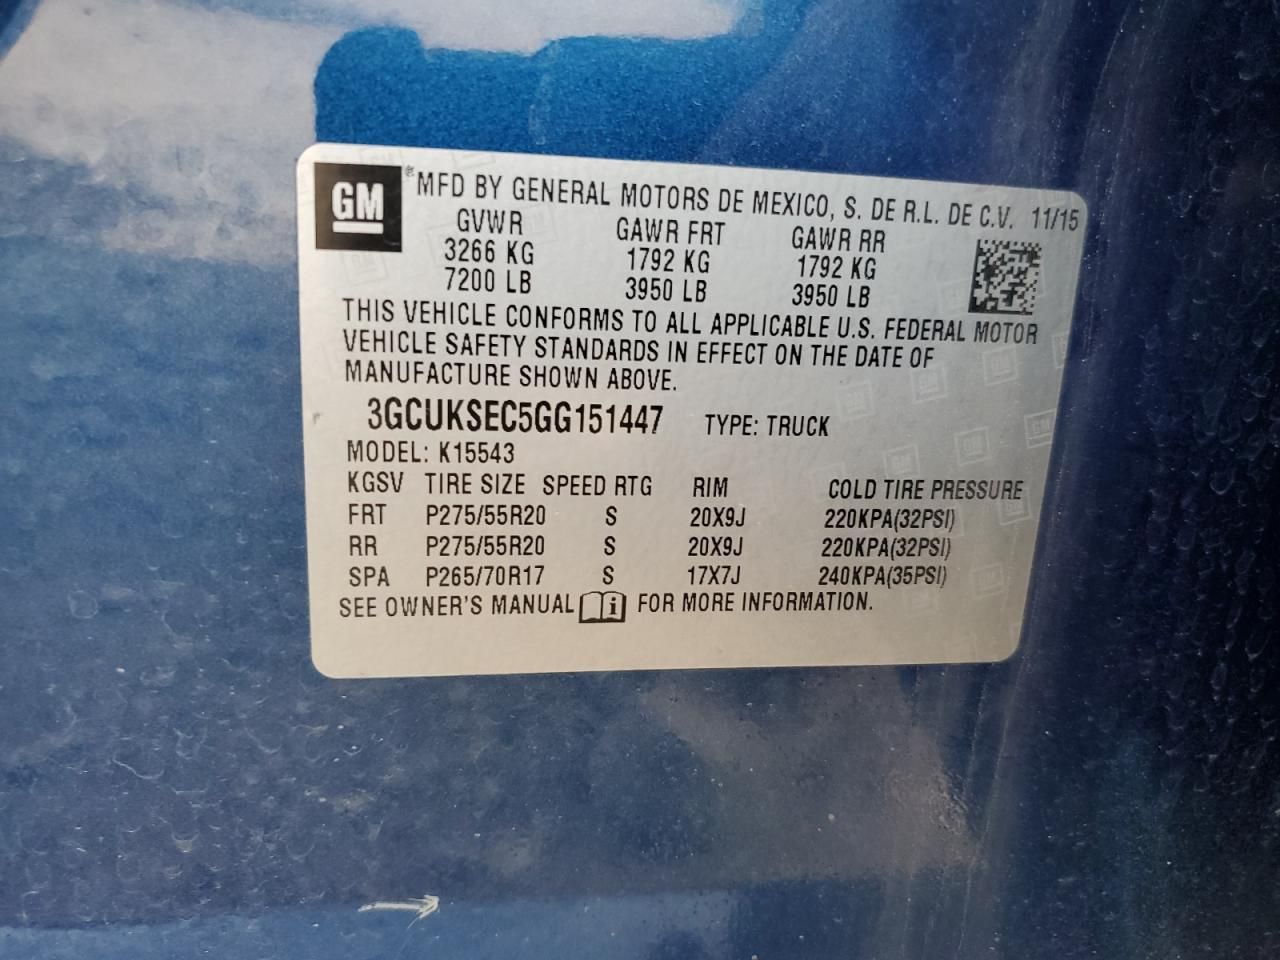 GM
® MFD BY GENERAL MOTORS DE MEXICO, S. DE R.L. DE C.V. 11/15
GVWR GAWR FRT GAWR RR
3266 KG 1792 KG 1792 KG
7200 LB 3950 LB 3950 LB
THIS VEHICLE CONFORMS TO ALL APPLICABLE U.S. FEDERAL MOTOR
VEHICLE SAFETY STANDARDS IN EFFECT ON THE DATE OF
MANUFACTURE SHOWN ABOVE.
3GCUKSEC5GG151447 TYPE: TRUCK
MODEL: K15543
KGSV TIRE SIZE SPEED RTG RIM COLD TIRE PRESSURE
FRT P275/55R20 S 20X9J 220KPA(32PSI)
RR P275/55R20 S 20X9J 220KPA(32PSI)
SPA P265/70R17 S 17X7J 240KPA(35PSI)
SEE OWNER'S MANUAL i FOR MORE INFORMATION.